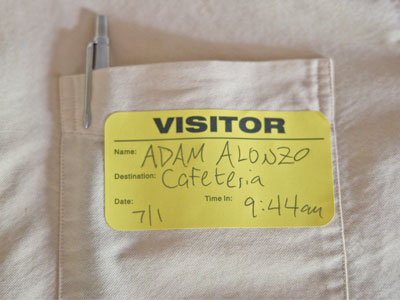 VISITOR
Name: ADAM ALONZO
Destination: Cafeteria
Date: 7/1 Time In: 9:44am